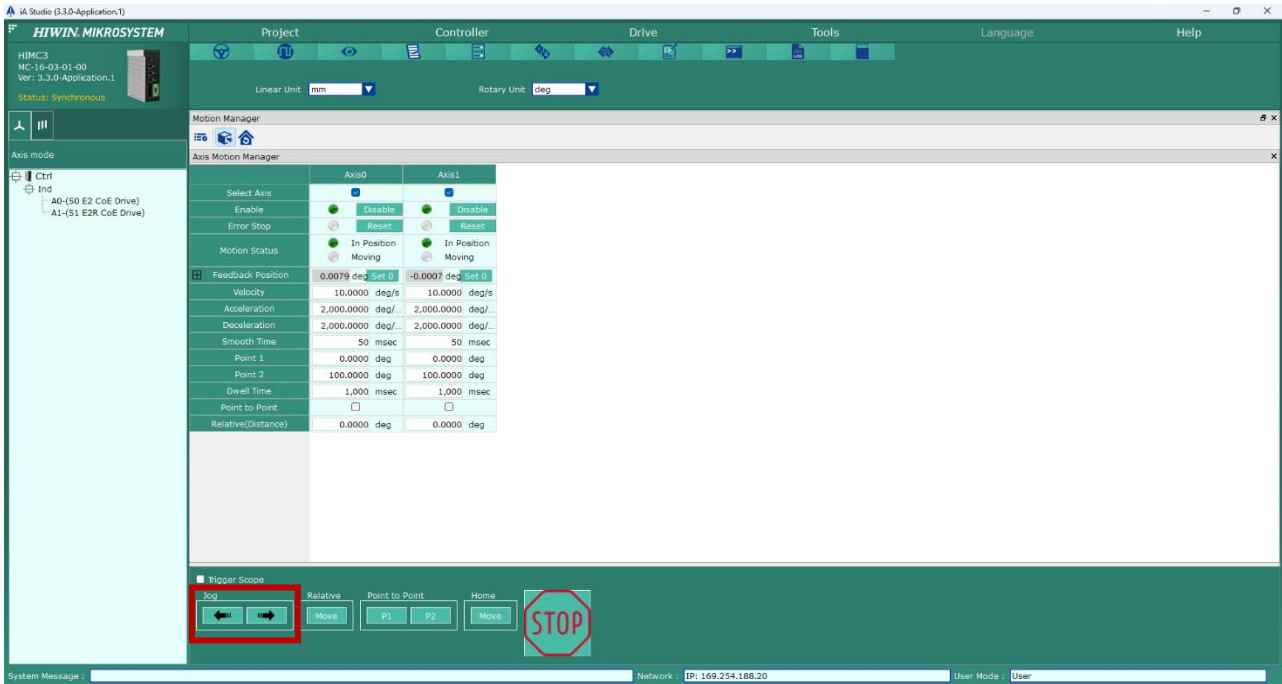 iA Studio (3.3.0-Application.1)
HIWIN. MIKROSYSTEM
Project Controller Drive Tools Language Help
HIMC3
MC-16-03-01-00
Ver: 3.3.0-Application.1
Status: Synchronous
Linear Unit mm Rotary Unit deg
Axis mode
Ctrl
Ind
A0-(S0 E2 CoE Drive)
A1-(S1 E2R CoE Drive)
Motion Manager
Axis Motion Manager
Axis0 Axis1
Select Axis
Enable Disable Disable
Error Stop Reset Reset
Motion Status In Position In Position
Moving Moving
Feedback Position 0.0079 deg Set 0 -0.0007 deg Set 0
Velocity 10.0000 deg/s 10.0000 deg/s
Acceleration 2,000.0000 deg/... 2,000.0000 deg/...
Deceleration 2,000.0000 deg/... 2,000.0000 deg/...
Smooth Time 50 msec 50 msec
Point 1 0.0000 deg 0.0000 deg
Point 2 100.0000 deg 100.0000 deg
Dwell Time 1,000 msec 1,000 msec
Point to Point
Relative(Distance) 0.0000 deg 0.0000 deg
Trigger Scope
Jog Relative Point to Point Home
Move P1 P2 Move
STOP
System Message : Network : IP: 169.254.188.20 User Mode : User